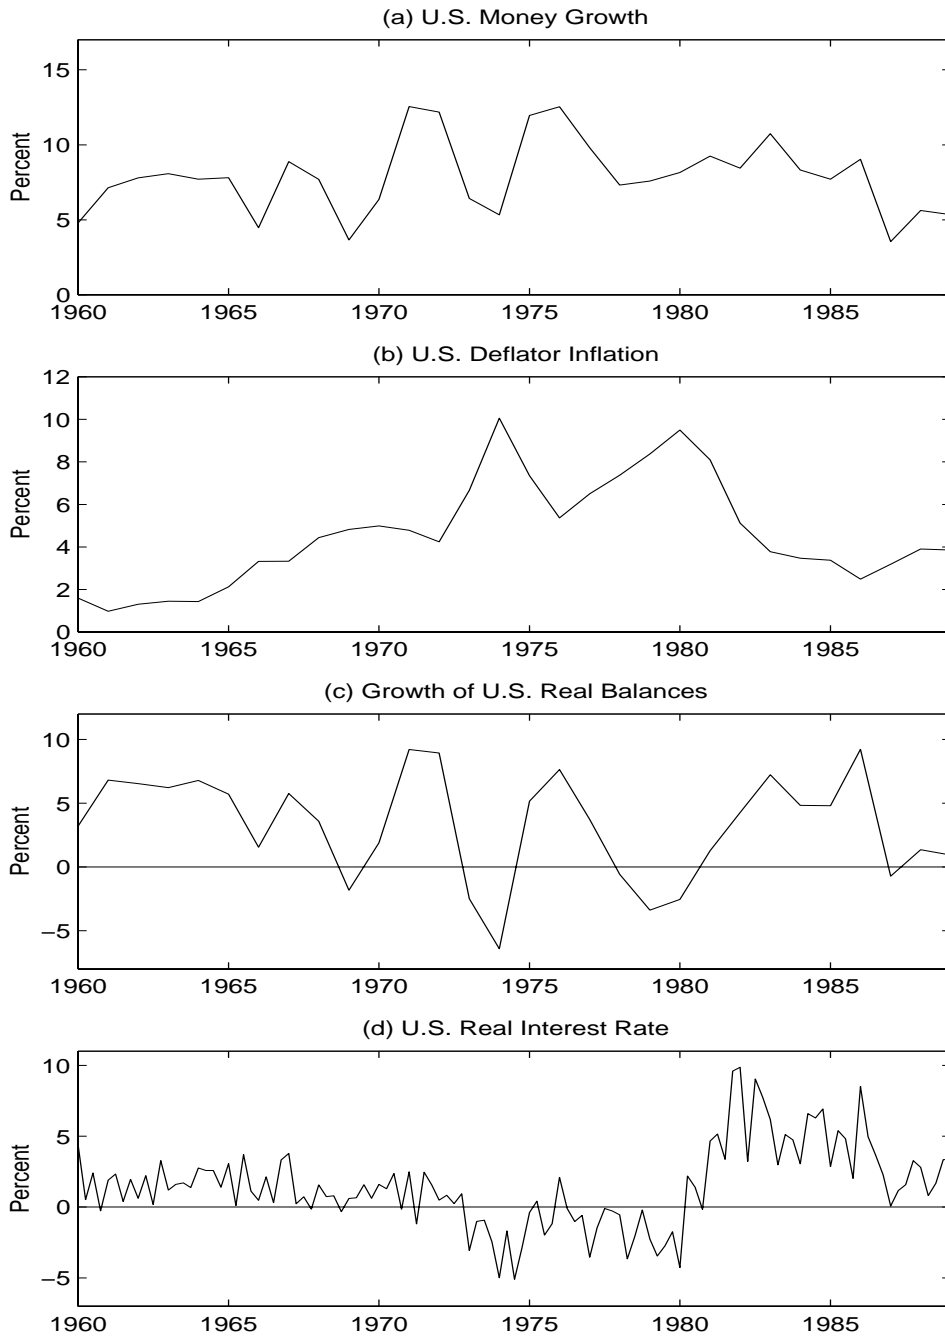 (a) U.S. Money Growth
15
10
5
0
Percent
1960 1965 1970 1975 1980 1985
(b) U.S. Deflator Inflation
12
10
8
6
4
2
0
Percent
1960 1965 1970 1975 1980 1985
(c) Growth of U.S. Real Balances
10
5
0
−5
Percent
1960 1965 1970 1975 1980 1985
(d) U.S. Real Interest Rate
10
5
0
−5
Percent
1960 1965 1970 1975 1980 1985